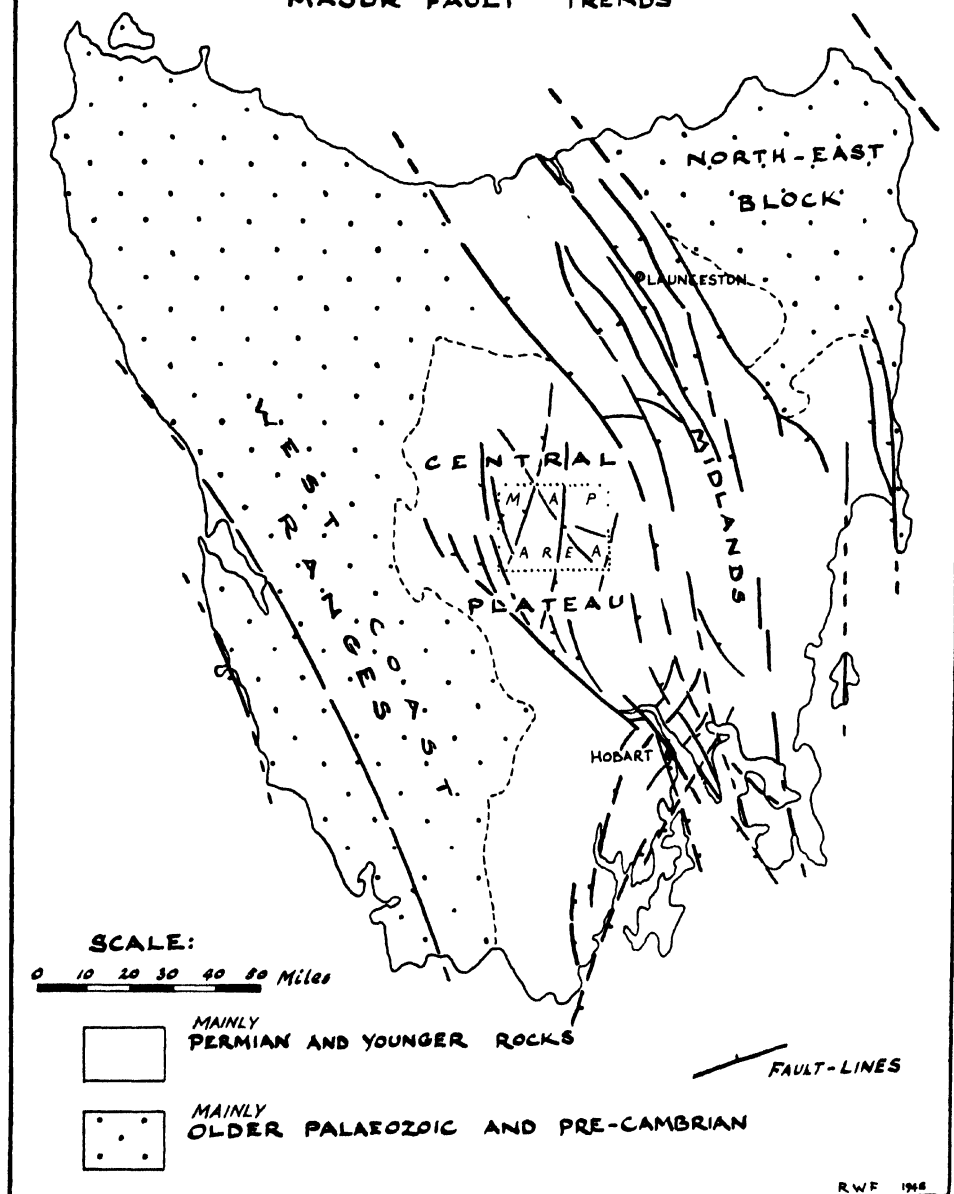 MAJOR FAULT TRENDS
NORTH-EAST
BLOCK
LAUNCESTON
WEST COAST
RANGES
CENTRAL
MIDLANDS
MAP
AREA
PLATEAU
HOBART
SCALE:
0 10 20 30 40 50 Miles
MAINLY
PERMIAN AND YOUNGER ROCKS
FAULT-LINES
MAINLY
OLDER PALAEOZOIC AND PRE-CAMBRIAN
RWF